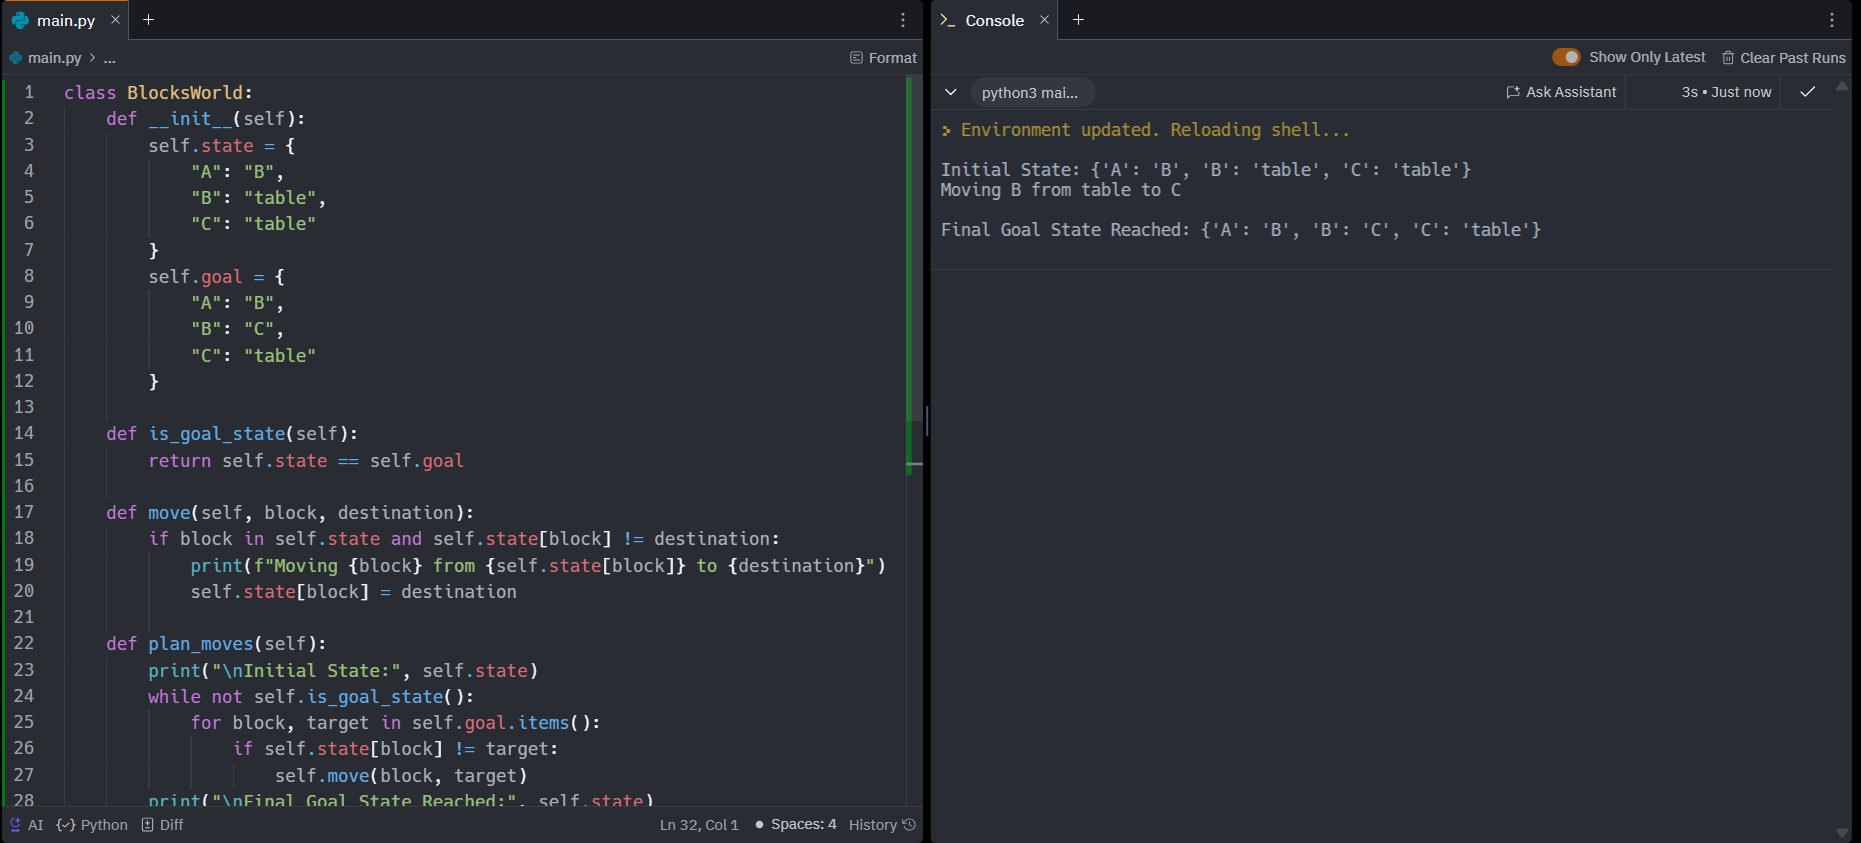 main.py
main.py > ...
Format
1 class BlocksWorld:
2     def __init__(self):
3         self.state = {
4             "A": "B",
5             "B": "table",
6             "C": "table"
7         }
8         self.goal = {
9             "A": "B",
10             "B": "C",
11             "C": "table"
12         }
13
14     def is_goal_state(self):
15         return self.state == self.goal
16
17     def move(self, block, destination):
18         if block in self.state and self.state[block] != destination:
19             print(f"Moving {block} from {self.state[block]} to {destination}")
20             self.state[block] = destination
21
22     def plan_moves(self):
23         print("\nInitial State:", self.state)
24         while not self.is_goal_state():
25             for block, target in self.goal.items():
26                 if self.state[block] != target:
27                     self.move(block, target)
28         print("\nFinal Goal State Reached:", self.state)
AI Python Diff Ln 32, Col 1 Spaces: 4 History
Console
Show Only Latest Clear Past Runs
python3 mai... Ask Assistant 3s • Just now
Environment updated. Reloading shell...
Initial State: {'A': 'B', 'B': 'table', 'C': 'table'}
Moving B from table to C
Final Goal State Reached: {'A': 'B', 'B': 'C', 'C': 'table'}